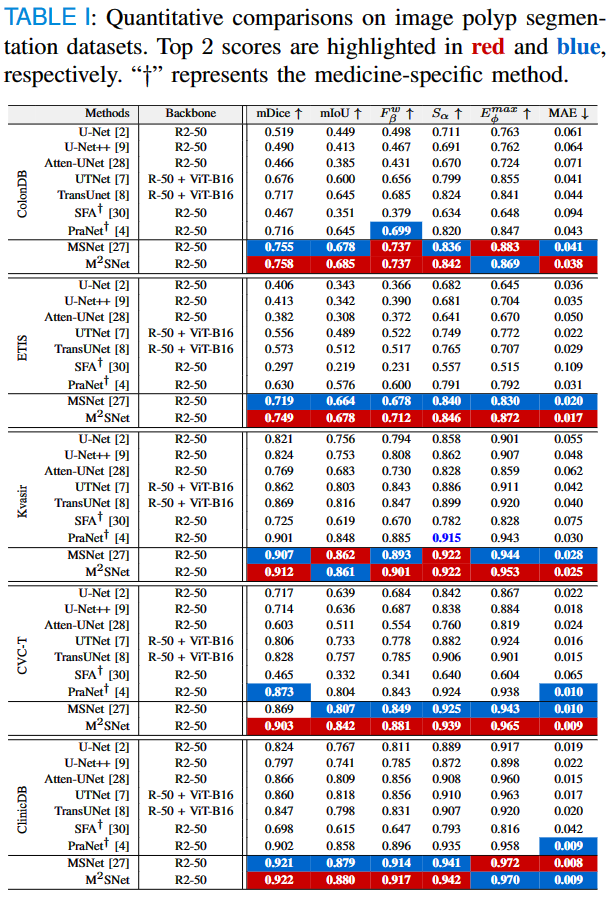 TABLE I: Quantitative comparisons on image polyp segmen-
tation datasets. Top 2 scores are highlighted in red and blue,
respectively. “†” represents the medicine-specific method.
Methods Backbone mDice ↑ mIoU ↑ F_β^w ↑ S_α ↑ E_ϕ^max ↑ MAE ↓
ColonDB
U-Net [2] R2-50 0.519 0.449 0.498 0.711 0.763 0.061
U-Net++ [9] R2-50 0.490 0.413 0.467 0.691 0.762 0.064
Atten-UNet [28] R2-50 0.466 0.385 0.431 0.670 0.724 0.071
UTNet [7] R-50 + ViT-B16 0.676 0.600 0.656 0.799 0.855 0.041
TransUnet [8] R-50 + ViT-B16 0.717 0.645 0.685 0.824 0.841 0.044
SFA† [30] R2-50 0.467 0.351 0.379 0.634 0.648 0.094
PraNet† [4] R2-50 0.716 0.645 0.699 0.820 0.847 0.043
MSNet [27] R2-50 0.755 0.678 0.737 0.836 0.883 0.041
M²SNet R2-50 0.758 0.685 0.737 0.842 0.869 0.038
ETIS
U-Net [2] R2-50 0.406 0.343 0.366 0.682 0.645 0.036
U-Net++ [9] R2-50 0.413 0.342 0.390 0.681 0.704 0.035
Atten-UNet [28] R2-50 0.382 0.308 0.372 0.641 0.670 0.050
UTNet [7] R-50 + ViT-B16 0.556 0.489 0.522 0.749 0.772 0.022
TransUNet [8] R-50 + ViT-B16 0.573 0.512 0.517 0.765 0.707 0.029
SFA† [30] R2-50 0.297 0.219 0.231 0.557 0.515 0.109
PraNet† [4] R2-50 0.630 0.576 0.600 0.791 0.792 0.031
MSNet [27] R2-50 0.719 0.664 0.678 0.840 0.830 0.020
M²SNet R2-50 0.749 0.678 0.712 0.846 0.872 0.017
Kvasir
U-Net [2] R2-50 0.821 0.756 0.794 0.858 0.901 0.055
U-Net++ [9] R2-50 0.824 0.753 0.808 0.862 0.907 0.048
Atten-UNet [28] R2-50 0.769 0.683 0.730 0.828 0.859 0.062
UTNet [7] R-50 + ViT-B16 0.862 0.803 0.843 0.886 0.911 0.042
TransUNet [8] R-50 + ViT-B16 0.869 0.816 0.847 0.899 0.920 0.040
SFA† [30] R2-50 0.725 0.619 0.670 0.782 0.828 0.075
PraNet† [4] R2-50 0.901 0.848 0.885 0.915 0.943 0.030
MSNet [27] R2-50 0.907 0.862 0.893 0.922 0.944 0.028
M²SNet R2-50 0.912 0.861 0.901 0.922 0.953 0.025
CVC-T
U-Net [2] R2-50 0.717 0.639 0.684 0.842 0.867 0.022
U-Net++ [9] R2-50 0.714 0.636 0.687 0.838 0.884 0.018
Atten-UNet [28] R2-50 0.603 0.511 0.554 0.760 0.819 0.024
UTNet [7] R-50 + ViT-B16 0.806 0.733 0.778 0.882 0.924 0.016
TransUNet [8] R-50 + ViT-B16 0.828 0.757 0.785 0.906 0.901 0.015
SFA† [30] R2-50 0.465 0.332 0.341 0.640 0.604 0.065
PraNet† [4] R2-50 0.873 0.804 0.843 0.924 0.938 0.010
MSNet [27] R2-50 0.869 0.807 0.849 0.925 0.943 0.010
M²SNet R2-50 0.903 0.842 0.881 0.939 0.965 0.009
ClinicDB
U-Net [2] R2-50 0.824 0.767 0.811 0.889 0.917 0.019
U-Net++ [9] R2-50 0.797 0.741 0.785 0.872 0.898 0.022
Atten-UNet [28] R2-50 0.866 0.809 0.856 0.908 0.960 0.015
UTNet [7] R-50 + ViT-B16 0.860 0.818 0.856 0.910 0.963 0.017
TransUNet [8] R-50 + ViT-B16 0.847 0.798 0.831 0.907 0.920 0.020
SFA† [30] R2-50 0.698 0.615 0.647 0.793 0.816 0.042
PraNet† [4] R2-50 0.902 0.858 0.896 0.935 0.958 0.009
MSNet [27] R2-50 0.921 0.879 0.914 0.941 0.972 0.008
M²SNet R2-50 0.922 0.880 0.917 0.942 0.970 0.009